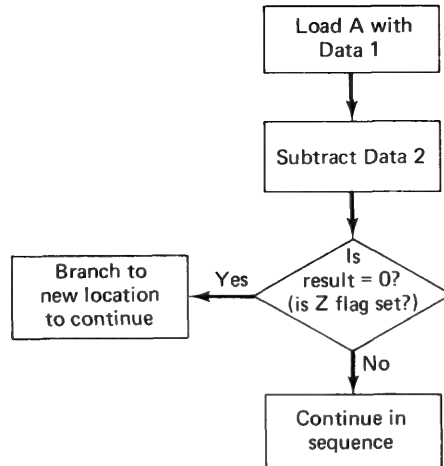 Load A with
Data 1
Subtract Data 2
Is
result = 0?
(is Z flag set?)
Yes
Branch to
new location
to continue
No
Continue in
sequence